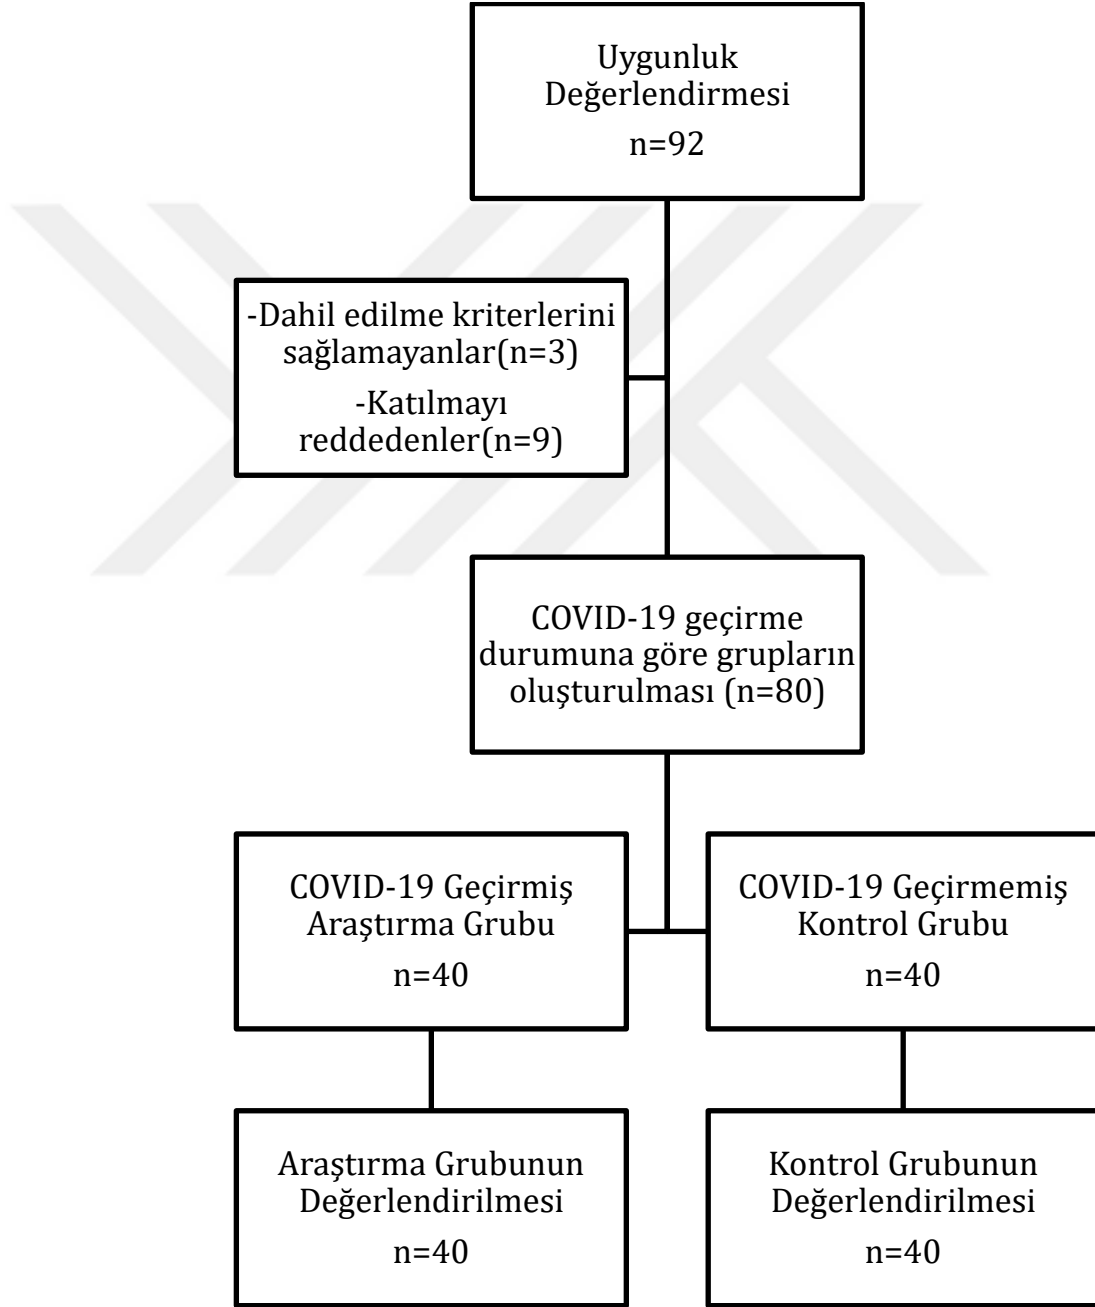 Uygunluk
Değerlendirmesi
n=92
-Dahil edilme kriterlerini
sağlamayanlar(n=3)
-Katılmayı
reddedenler(n=9)
COVID-19 geçirme
durumuna göre grupların
oluşturulması (n=80)
COVID-19 Geçirmiş
Araştırma Grubu
n=40
COVID-19 Geçirmemiş
Kontrol Grubu
n=40
Araştırma Grubunun
Değerlendirilmesi
n=40
Kontrol Grubunun
Değerlendirilmesi
n=40